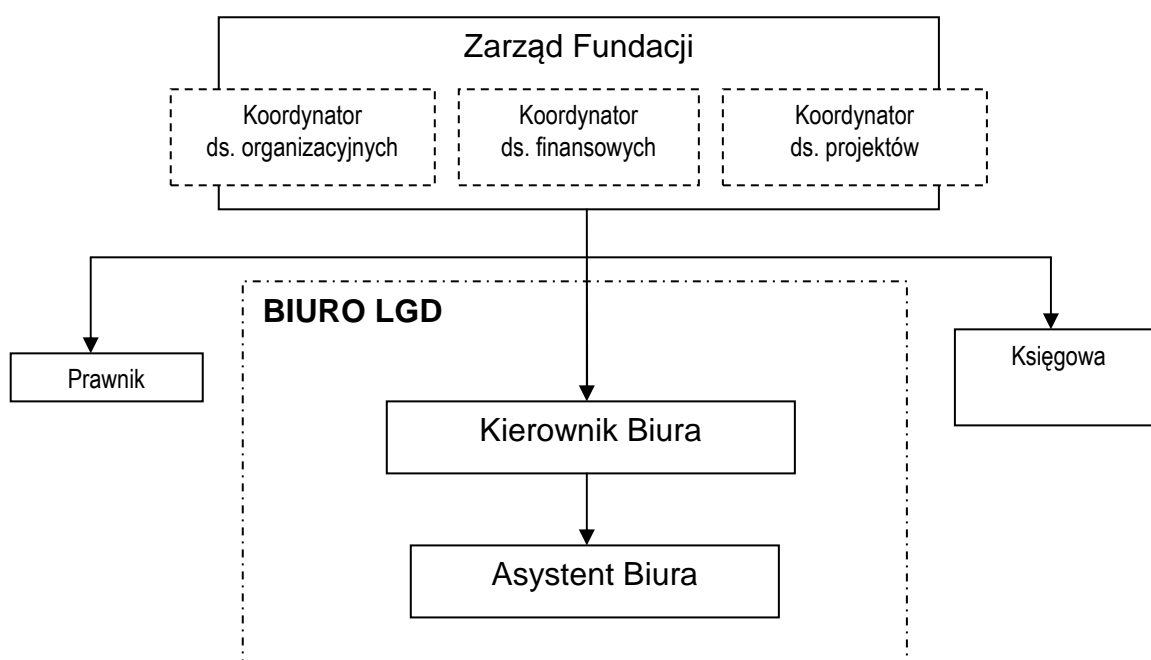 Zarząd Fundacji
Koordynator
ds. organizacyjnych
Koordynator
ds. finansowych
Koordynator
ds. projektów
BIURO LGD
Prawnik
Księgowa
Kierownik Biura
Asystent Biura